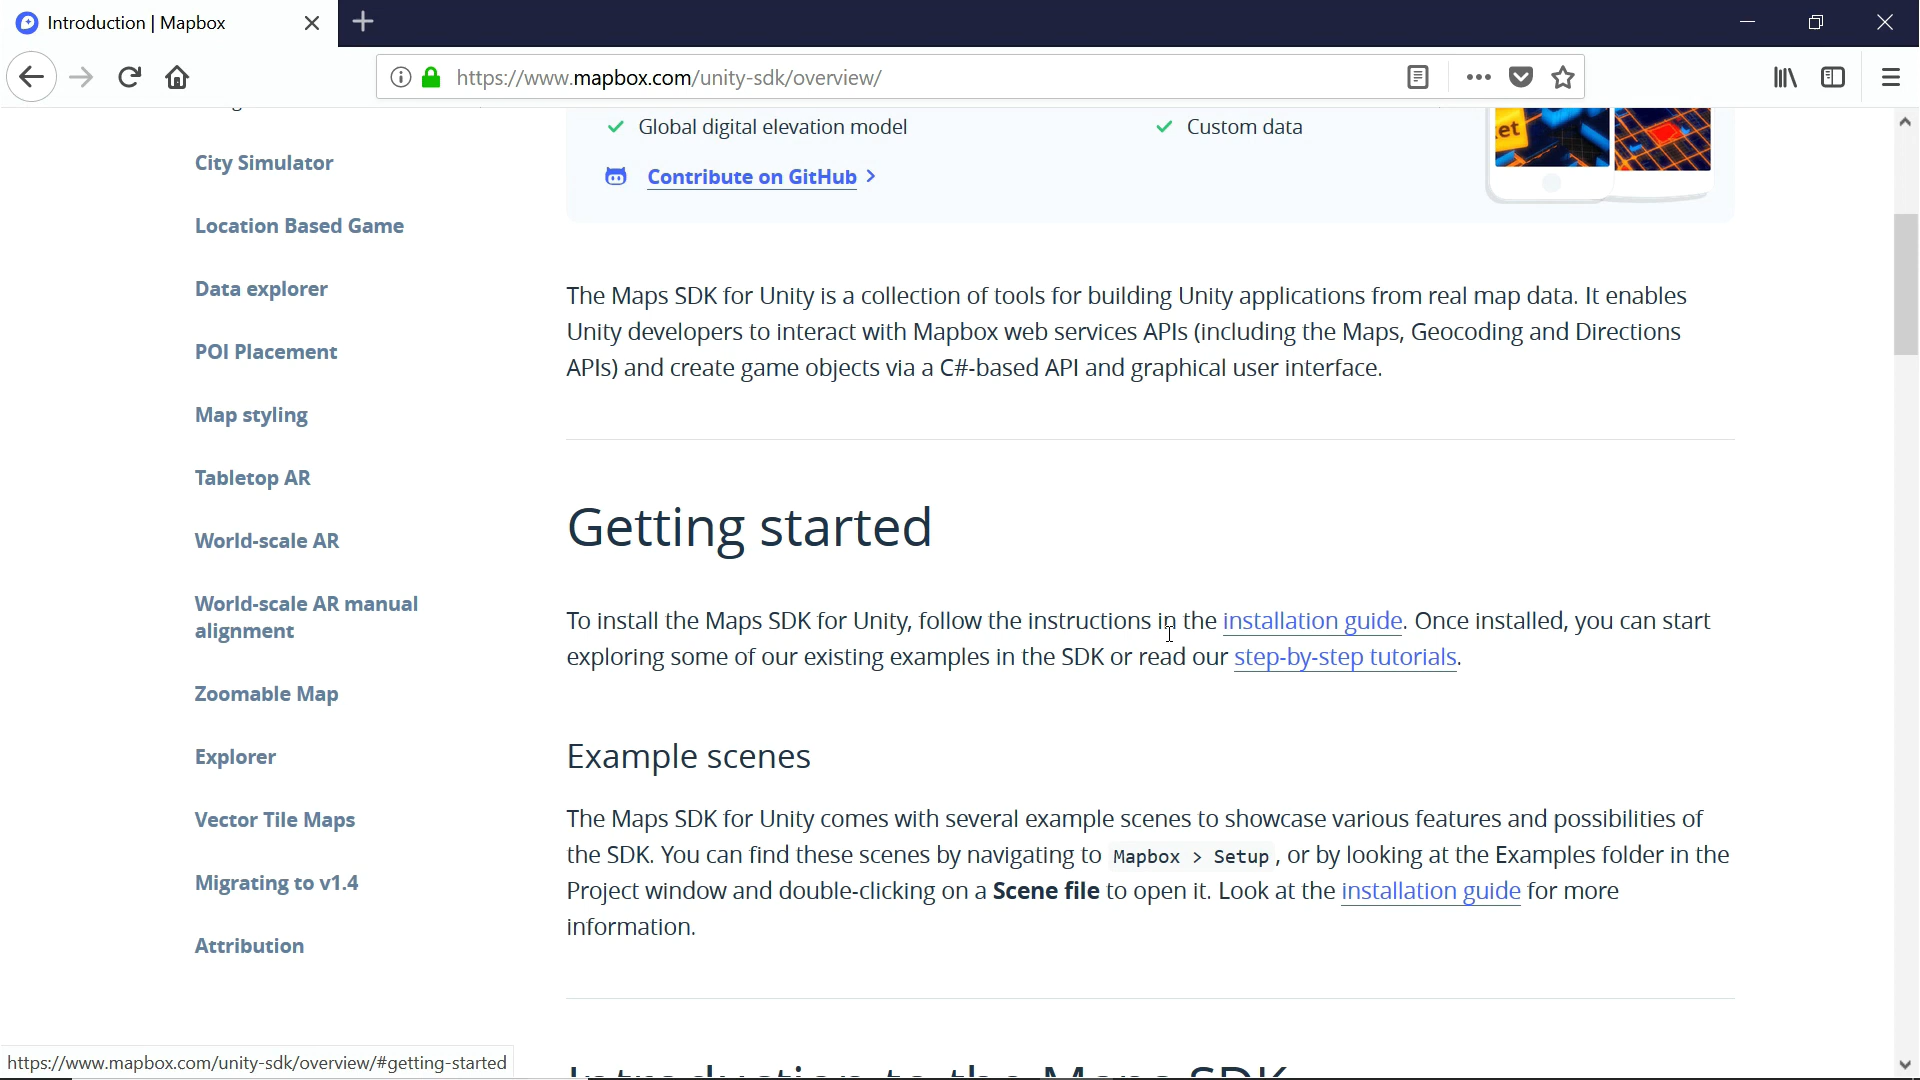 Introduction | Mapbox
https://www.mapbox.com/unity-sdk/overview/
City Simulator
Location Based Game
Data explorer
POI Placement
Map styling
Tabletop AR
World-scale AR
World-scale AR manual
alignment
Zoomable Map
Explorer
Vector Tile Maps
Migrating to v1.4
Attribution
Global digital elevation model
Custom data
Contribute on GitHub >
et
The Maps SDK for Unity is a collection of tools for building Unity applications from real map data. It enables
Unity developers to interact with Mapbox web services APIs (including the Maps, Geocoding and Directions
APIs) and create game objects via a C#-based API and graphical user interface.
Getting started
To install the Maps SDK for Unity, follow the instructions in the installation guide. Once installed, you can start
exploring some of our existing examples in the SDK or read our step-by-step tutorials.
Example scenes
The Maps SDK for Unity comes with several example scenes to showcase various features and possibilities of
the SDK. You can find these scenes by navigating to Mapbox > Setup, or by looking at the Examples folder in the
Project window and double-clicking on a Scene file to open it. Look at the installation guide for more
information.
Introduction to the Maps SDK
https://www.mapbox.com/unity-sdk/overview/#getting-started